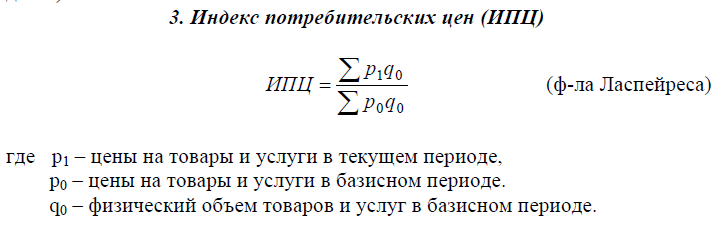 3. Индекс потребительских цен (ИПЦ)
ИПЦ = ∑ p₁q₀ / ∑ p₀q₀ (ф-ла Ласпейреса)
где p₁ – цены на товары и услуги в текущем периоде,
p₀ – цены на товары и услуги в базисном периоде.
q₀ – физический объем товаров и услуг в базисном периоде.